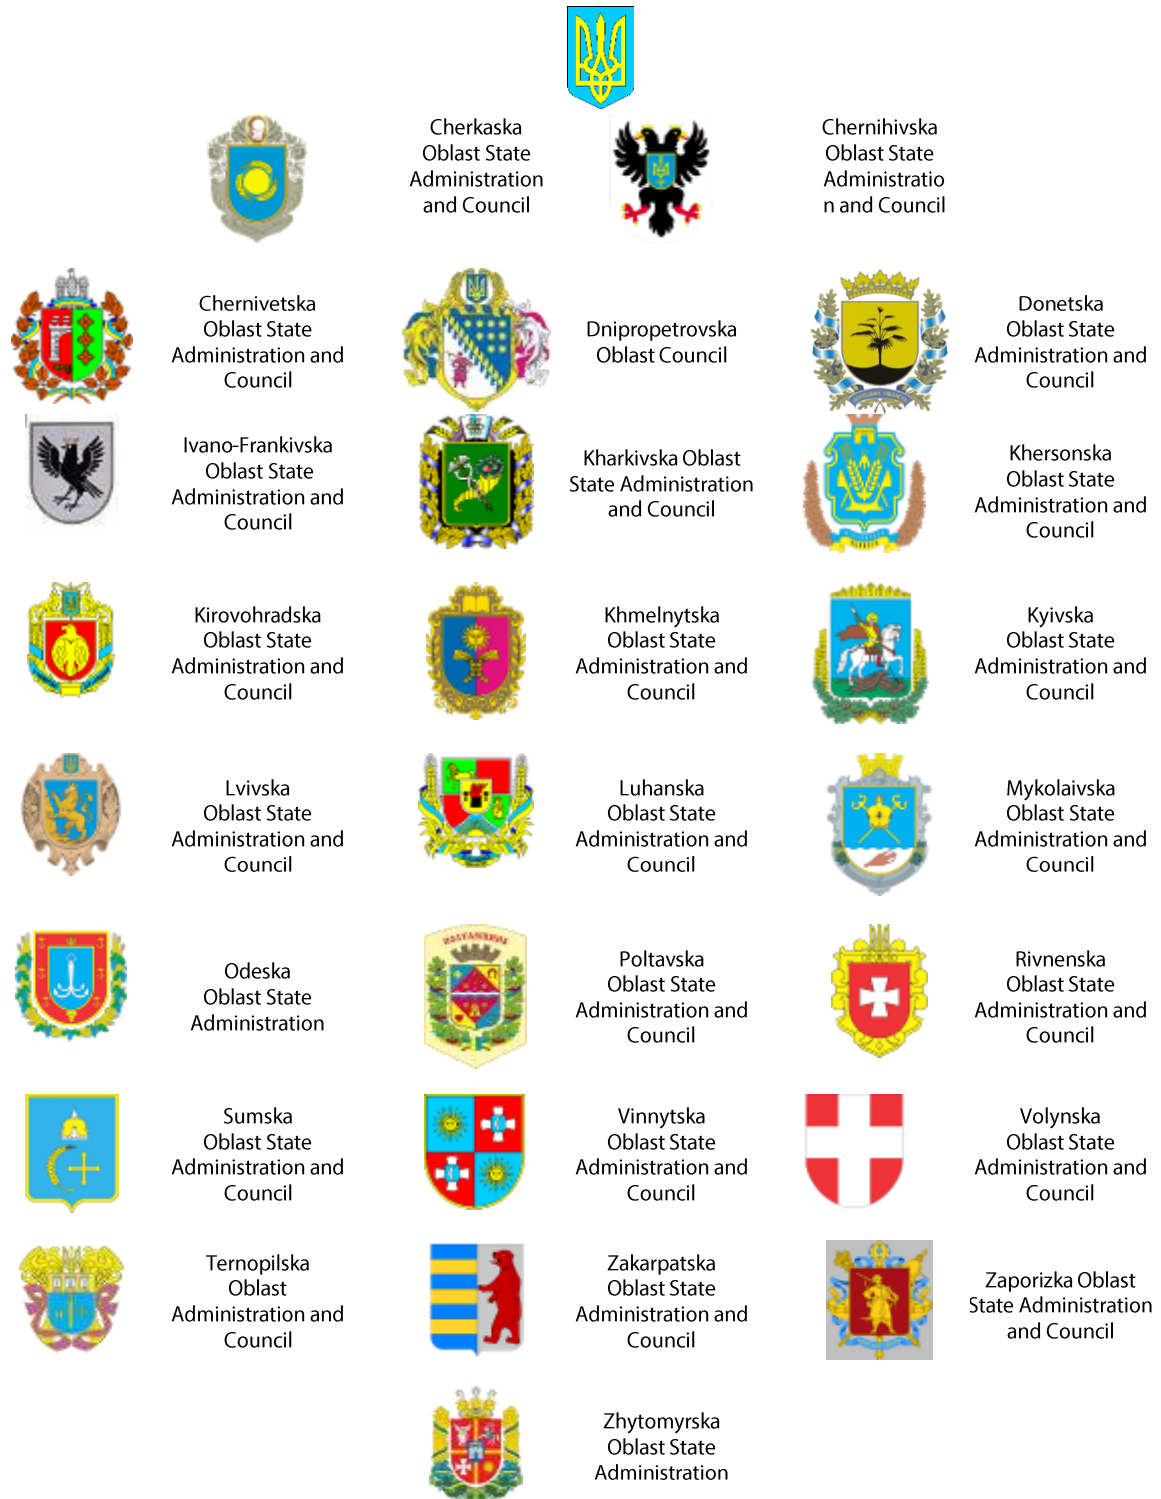 Cherkaska
Oblast State
Administration
and Council
Chernihivska
Oblast State
Administratio
n and Council
Chernivetska
Oblast State
Administration and
Council
Dnipropetrovska
Oblast Council
Donetska
Oblast State
Administration and
Council
Ivano-Frankivska
Oblast State
Administration and
Council
Kharkivska Oblast
State Administration
and Council
Khersonska
Oblast State
Administration and
Council
Kirovohradska
Oblast State
Administration and
Council
Khmelnytska
Oblast State
Administration and
Council
Kyivska
Oblast State
Administration and
Council
Lvivska
Oblast State
Administration and
Council
Luhanska
Oblast State
Administration and
Council
Mykolaivska
Oblast State
Administration and
Council
Odeska
Oblast State
Administration
Poltavska
Oblast State
Administration and
Council
Rivnenska
Oblast State
Administration and
Council
Sumska
Oblast State
Administration and
Council
Vinnytska
Oblast State
Administration and
Council
Volynska
Oblast State
Administration and
Council
Ternopilska
Oblast
Administration and
Council
Zakarpatska
Oblast State
Administration and
Council
Zaporizka Oblast
State Administration
and Council
Zhytomyrska
Oblast State
Administration